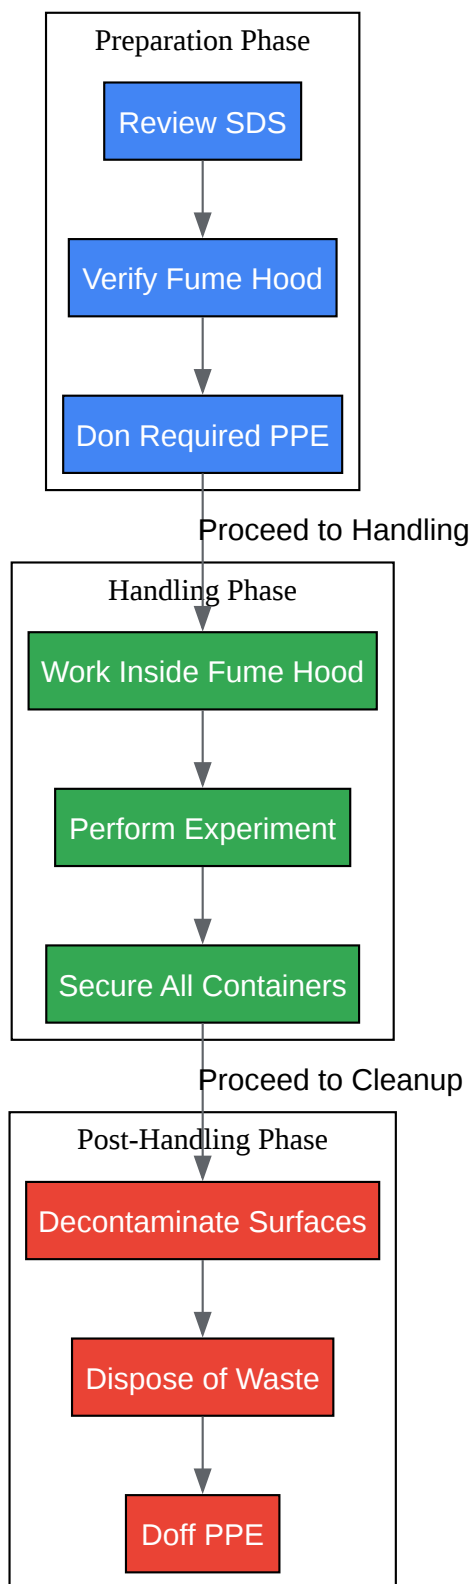 Preparation Phase
Review SDS
Verify Fume Hood
Don Required PPE
Proceed to Handling
Handling Phase
Work Inside Fume Hood
Perform Experiment
Secure All Containers
Proceed to Cleanup
Post-Handling Phase
Decontaminate Surfaces
Dispose of Waste
Doff PPE